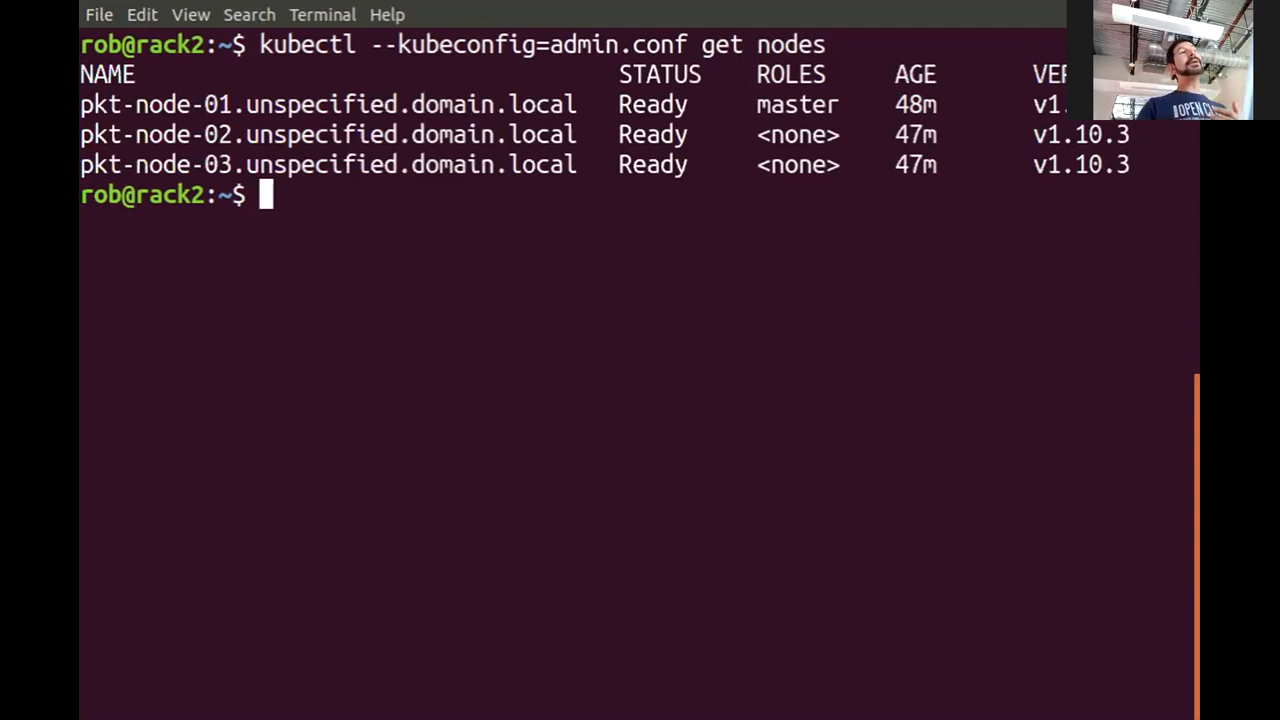 File Edit View Search Terminal Help
rob@rack2:~$ kubectl --kubeconfig=admin.conf get nodes
NAME STATUS ROLES AGE VER
pkt-node-01.unspecified.domain.local Ready master 48m v1.
pkt-node-02.unspecified.domain.local Ready <none> 47m v1.10.3
pkt-node-03.unspecified.domain.local Ready <none> 47m v1.10.3
rob@rack2:~$
OPEN